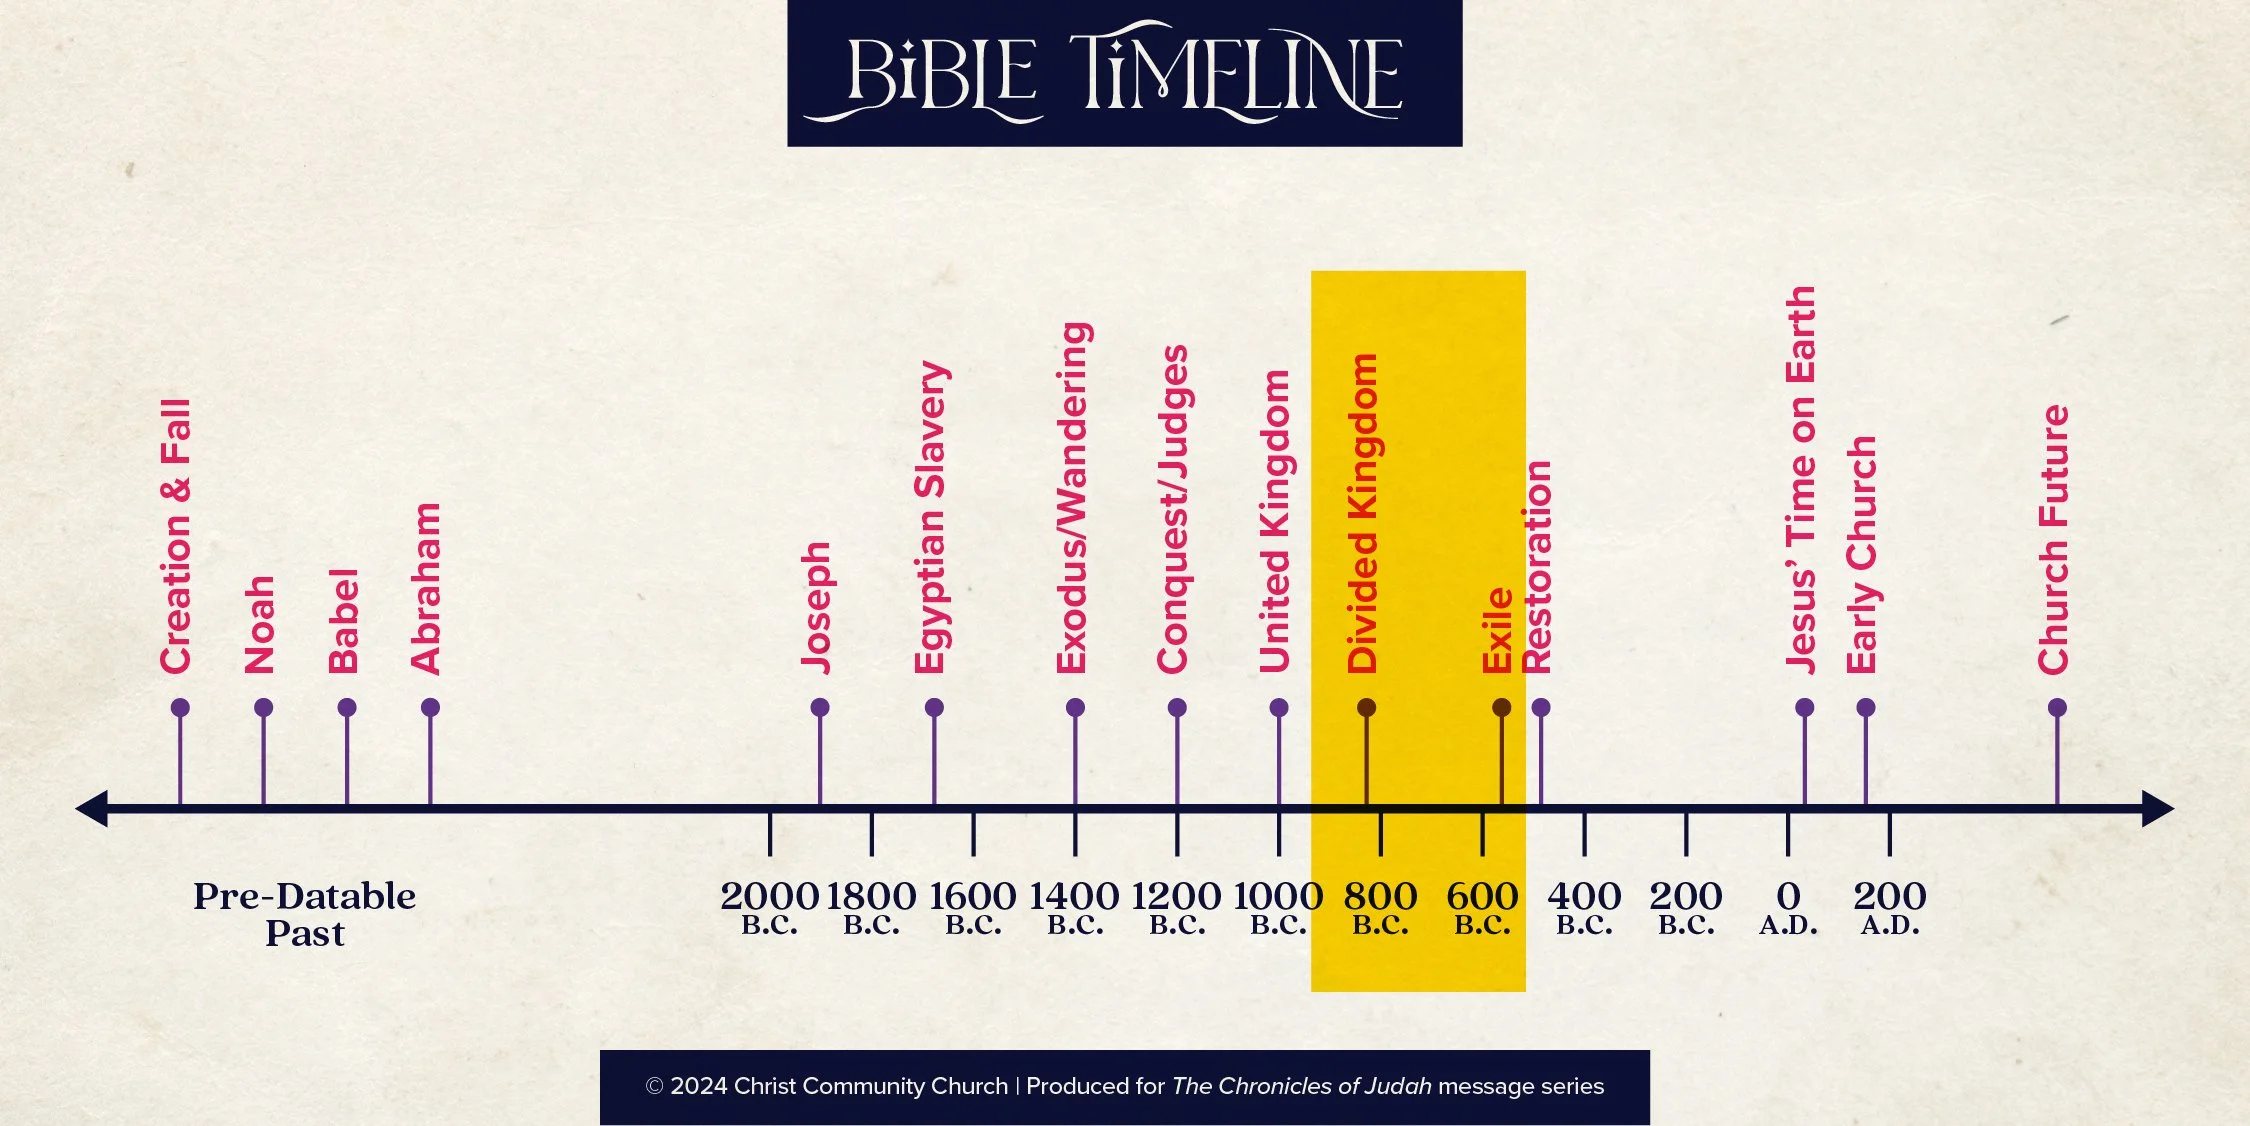 BiBLE TiMELINE
Creation & Fall
Noah
Babel
Abraham
Joseph
Egyptian Slavery
Exodus/Wandering
Conquest/Judges
United Kingdom
Divided Kingdom
Exile
Restoration
Jesus’ Time on Earth
Early Church
Church Future
Pre-Datable
Past
2000 1800 1600 1400 1200 1000 800 600 400 200 0 200
B.C. B.C. B.C. B.C. B.C. B.C. B.C. B.C. B.C. B.C. A.D. A.D.
© 2024 Christ Community Church | Produced for The Chronicles of Judah message series